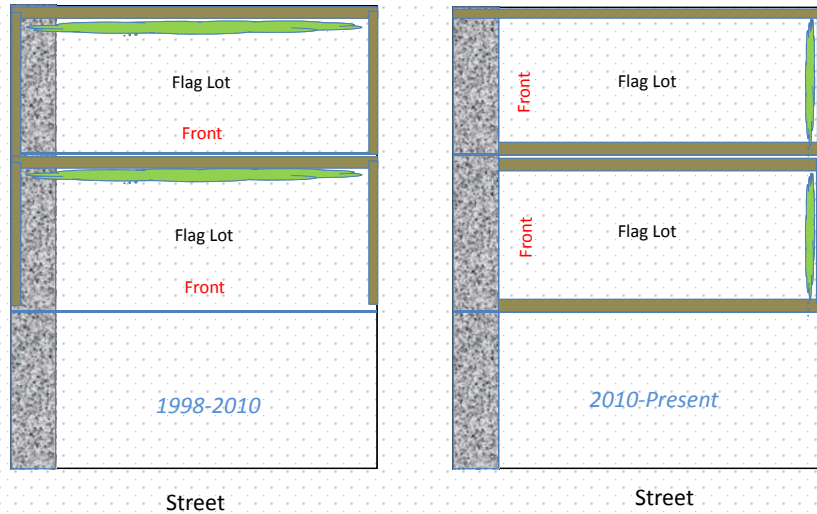 Flag Lot
Front
Flag Lot
Front
1998-2010
Street
Front
Flag Lot
Front
Flag Lot
2010-Present
Street